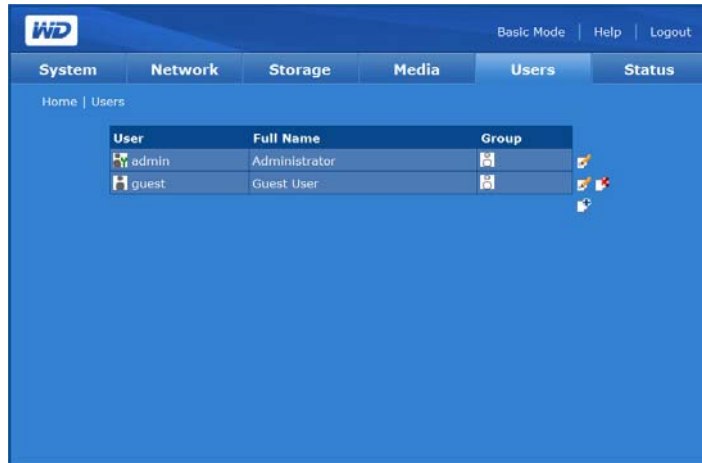 WD
Basic Mode | Help | Logout
System Network Storage Media Users Status
Home | Users
User Full Name Group
admin Administrator
guest Guest User